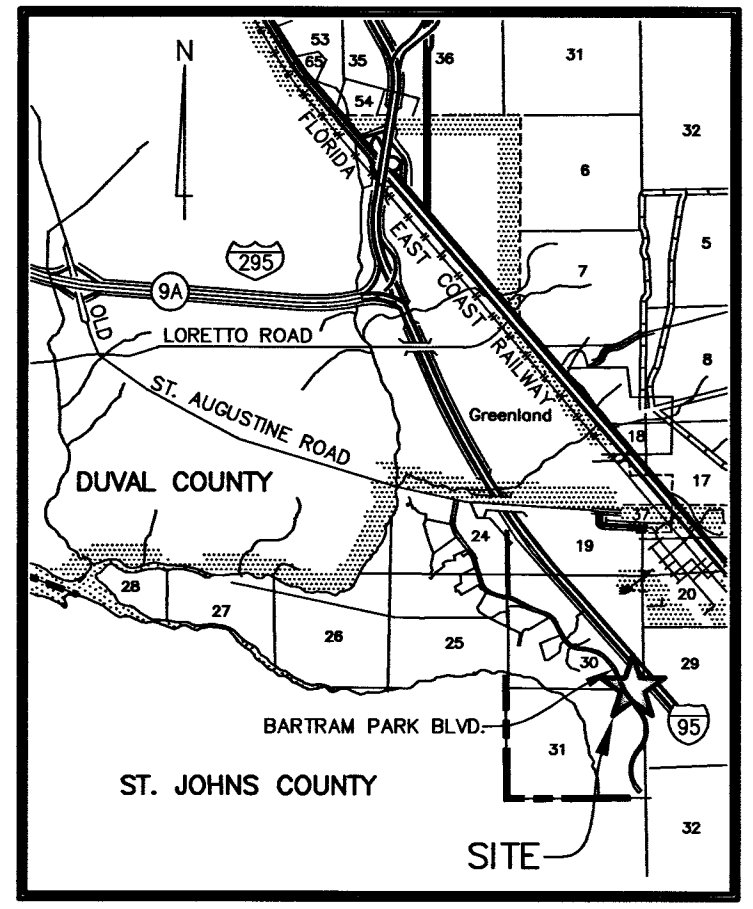 53
65
35
36
31
N
54
32
FLORIDA
EAST COAST RAILWAY
6
5
295
7
9A
OLD
LORETTO ROAD
8
ST. AUGUSTINE ROAD
Greenland
18
DUVAL COUNTY
17
37
24
19
28
20
27
26
25
30
29
BARTRAM PARK BLVD.
95
31
ST. JOHNS COUNTY
32
SITE